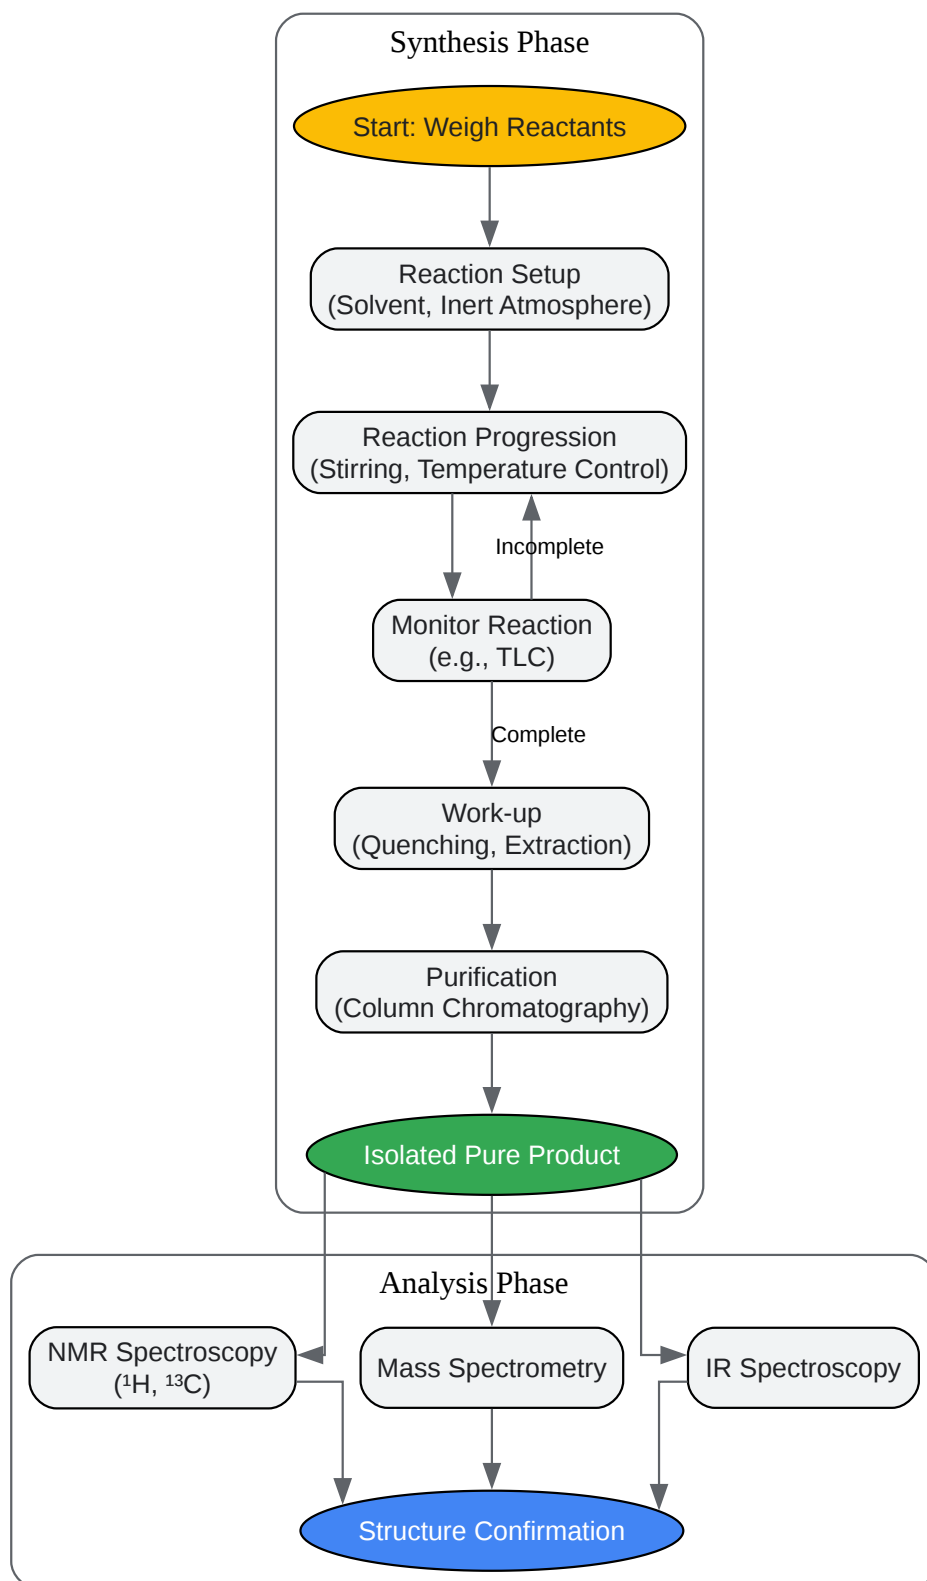 Synthesis Phase
Start: Weigh Reactants
Reaction Setup
(Solvent, Inert Atmosphere)
Reaction Progression
(Stirring, Temperature Control)
Incomplete
Monitor Reaction
(e.g., TLC)
Complete
Work-up
(Quenching, Extraction)
Purification
(Column Chromatography)
Isolated Pure Product
Analysis Phase
NMR Spectroscopy
(¹H, ¹³C)
Mass Spectrometry
IR Spectroscopy
Structure Confirmation